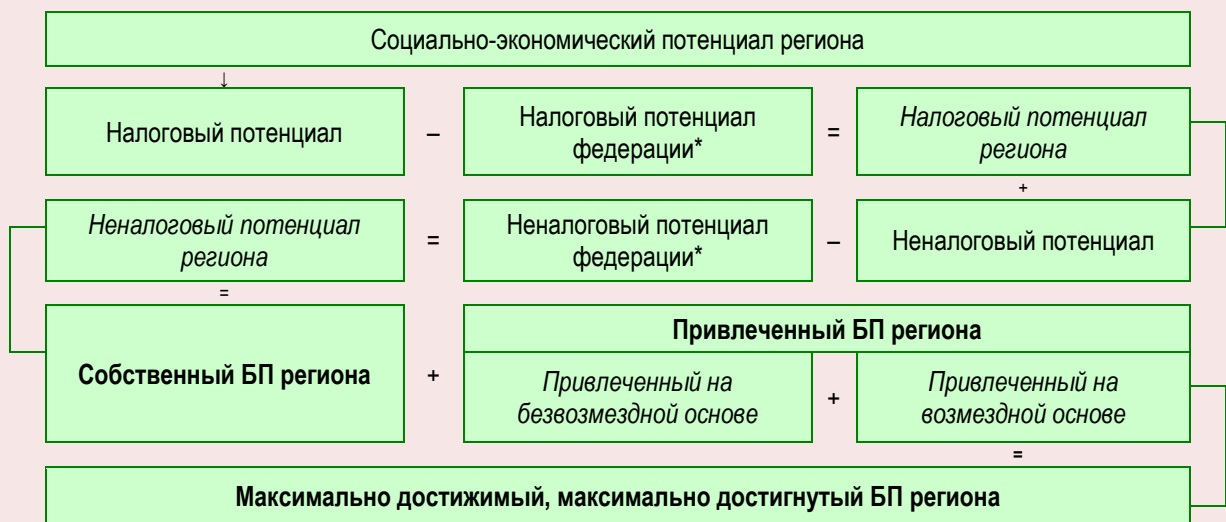 Социально-экономический потенциал региона
↓
Налоговый потенциал – Налоговый потенциал федерации* = Налоговый потенциал региона
+
Неналоговый потенциал региона = Неналоговый потенциал федерации* – Неналоговый потенциал
=
Собственный БП региона + Привлеченный БП региона
Привлеченный на безвозмездной основе + Привлеченный на возмездной основе
=
Максимально достижимый, максимально достигнутый БП региона